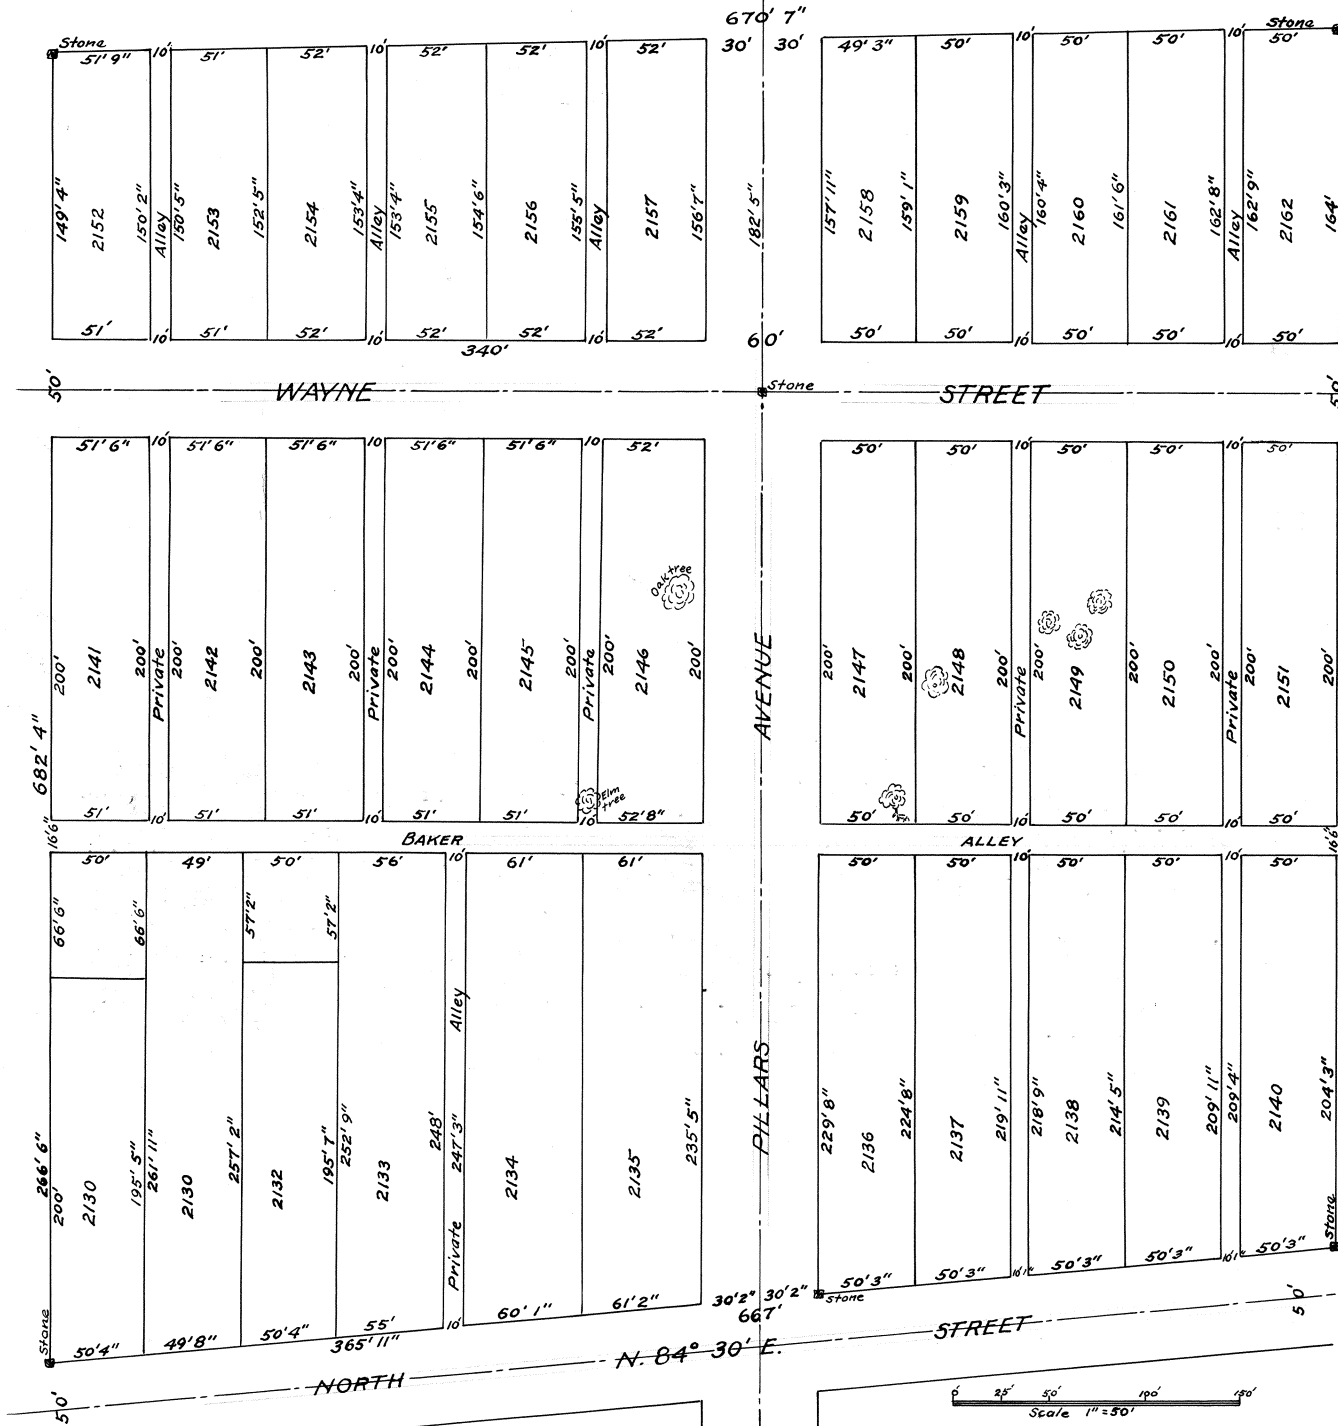 670' 7"
Stone
51' 9" 10' 51' 52' 10' 52' 52' 10' 52' 30' 30' 49' 3" 50' 10' 50' 50' 10' 50'
Stone
149' 4" 2152 150' 2" Alley 150' 5" 2153 152' 5" 2154 153' 4" Alley 153' 4" 2155 154' 6" 2156 155' 5" Alley 2157 156' 7" 182' 5" 157' 11" 2158 159' 1" 2159 160' 3" Alley 160' 4" 2160 161' 6" 2161 162' 8" Alley 162' 9" 2162 164'
51' 10' 51' 52' 10' 52' 52' 10' 52' 60' 50' 50' 10' 50' 50' 10' 50'
340'
50' WAYNE Stone STREET 50'
51' 6" 10' 51' 6" 51' 6" 10' 51' 6" 51' 6" 10' 52' 50' 50' 10' 50' 50' 10' 50'
Oak tree
200' 2141 200' Private 200' 2142 200' 2143 200' Private 200' 2144 200' 2145 200' Private 200' 2146 200' AVENUE 200' 2147 200' 2148 200' Private 200' 2149 200' 2150 200' Private 200' 2151 200'
682' 4"
Elm
tree
51' 10' 51' 51' 10' 51' 51' 10' 52' 8" 50' 50' 10' 50' 50' 10' 50'
16' 6" BAKER ALLEY 16' 6"
50' 49' 50' 56' 10' 61' 61' 50' 50' 10' 50' 50' 10' 50'
66' 6" 66' 6" 57' 2" 57' 2"
Alley
266' 6" 200' 2130 195' 5" 261' 11" 2130 257' 2" 2132 195' 7" 252' 9" 2133 248' Private 247' 3" 2134 2135 235' 5" PILLARS 229' 8" 2136 224' 8" 2137 219' 11" 218' 9" 2138 214' 5" 2139 209' 11" 209' 4" 2140 204' 3"
Stone
Stone 50' 4" 49' 8" 50' 4" 55' 10' 60' 1" 61' 2" 30' 2" 30' 2" Stone 50' 3" 50' 3" 10' 1" 50' 3" 50' 3" 10' 1" 50' 3"
365' 11" 667'
50' NORTH N. 84° 30' E. STREET 50'
0' 25' 50' 100' 150'
Scale 1" = 50'